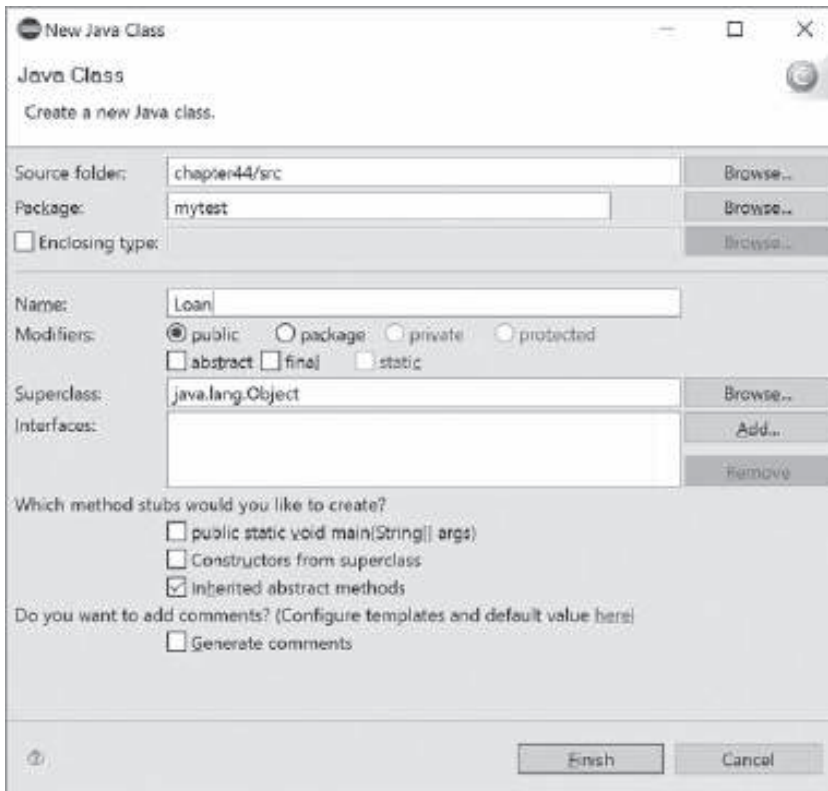 New Java Class
Java Class
Create a new Java class.
Source folder: chapter44/src Browse...
Package: mytest Browse...
Enclosing type: Browse...
Name: Loan
Modifiers: public package private protected
abstract final static
Superclass: java.lang.Object Browse...
Interfaces: Add...
Remove
Which method stubs would you like to create?
public static void main(String[] args)
Constructors from superclass
Inherited abstract methods
Do you want to add comments? (Configure templates and default value here)
Generate comments
? Finish Cancel